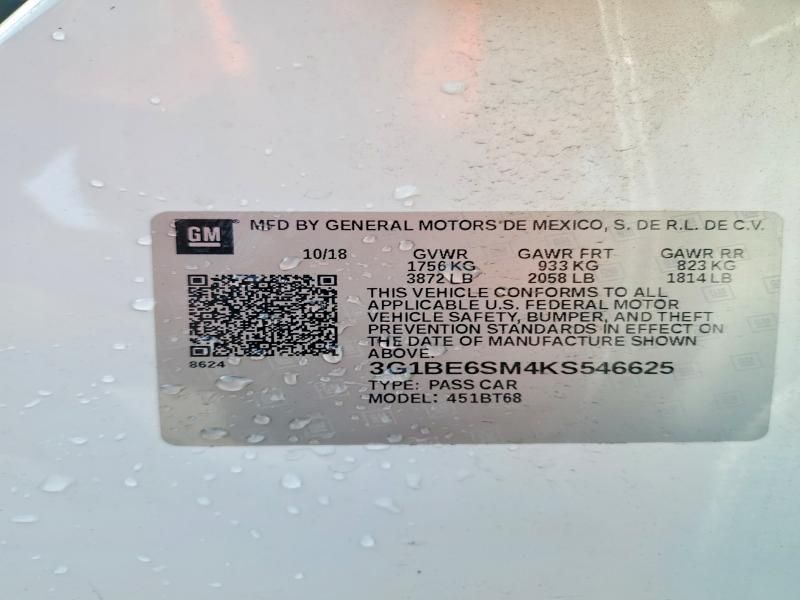 GM MFD BY GENERAL MOTORS DE MEXICO, S. DE R.L. DE C.V.
10/18 GVWR GAWR FRT GAWR RR
1756 KG 933 KG 823 KG
3872 LB 2058 LB 1814 LB
THIS VEHICLE CONFORMS TO ALL
APPLICABLE U.S. FEDERAL MOTOR
VEHICLE SAFETY, BUMPER, AND THEFT
PREVENTION STANDARDS IN EFFECT ON
THE DATE OF MANUFACTURE SHOWN
ABOVE.
8624
3G1BE6SM4KS546625
TYPE: PASS CAR
MODEL: 451BT68